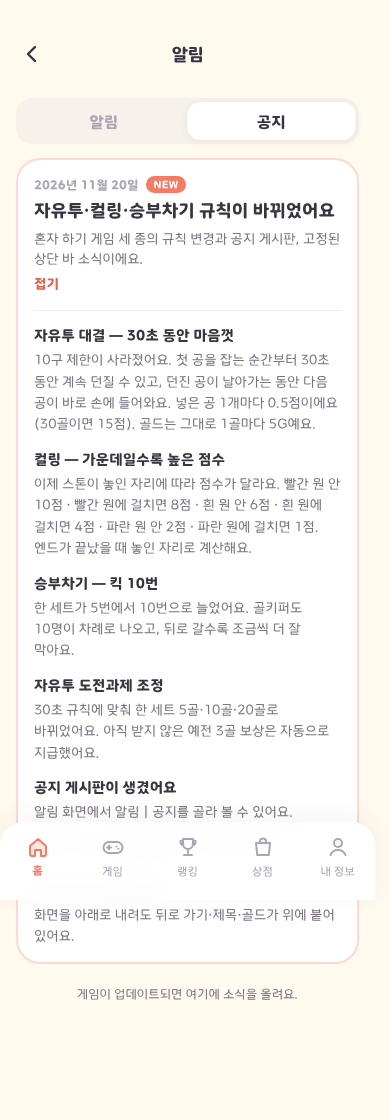 알림
알림
공지
2026년 11월 20일 NEW
자유투·컬링·승부차기 규칙이 바뀌었어요
혼자 하기 게임 세 종의 규칙 변경과 공지 게시판, 고정된
상단 바 소식이에요.
접기
자유투 대결 — 30초 동안 마음껏
10구 제한이 사라졌어요. 첫 공을 잡는 순간부터 30초
동안 계속 던질 수 있고, 던진 공이 날아가는 동안 다음
공이 바로 손에 들어와요. 넣은 공 1개마다 0.5점이에요
(30골이면 15점). 골드는 그대로 1골마다 5G예요.
컬링 — 가운데일수록 높은 점수
이제 스톤이 놓인 자리에 따라 점수가 달라요. 빨간 원 안
10점 · 빨간 원에 걸치면 8점 · 흰 원 안 6점 · 흰 원에
걸치면 4점 · 파란 원 안 2점 · 파란 원에 걸치면 1점.
엔드가 끝났을 때 놓인 자리로 계산해요.
승부차기 — 킥 10번
한 세트가 5번에서 10번으로 늘었어요. 골키퍼도
10명이 차례로 나오고, 뒤로 갈수록 조금씩 더 잘
막아요.
자유투 도전과제 조정
30초 규칙에 맞춰 한 세트 5골·10골·20골로
바뀌었어요. 아직 받지 않은 예전 3골 보상은 자동으로
지급했어요.
공지 게시판이 생겼어요
알림 화면에서 알림 | 공지를 골라 볼 수 있어요.
홈
게임
랭킹
상점
내 정보
화면을 아래로 내려도 뒤로 가기·제목·골드가 위에 붙어
있어요.
게임이 업데이트되면 여기에 소식을 올려요.